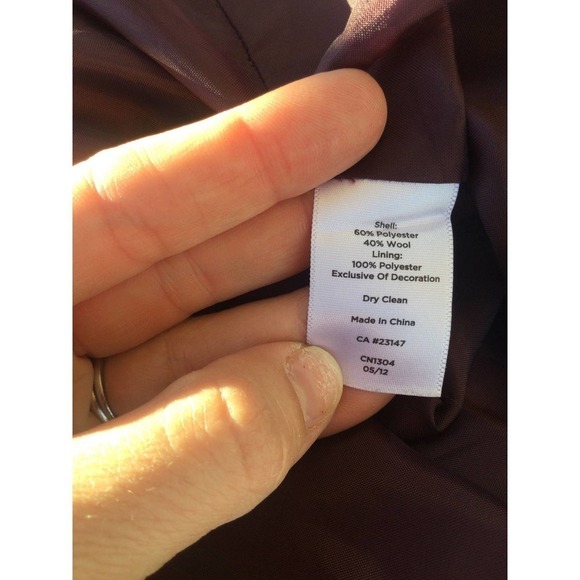 Shell:
60% Polyester
40% Wool
Lining:
100% Polyester
Exclusive Of Decoration
Dry Clean
Made In China
CA #23147
CN1304
05/12